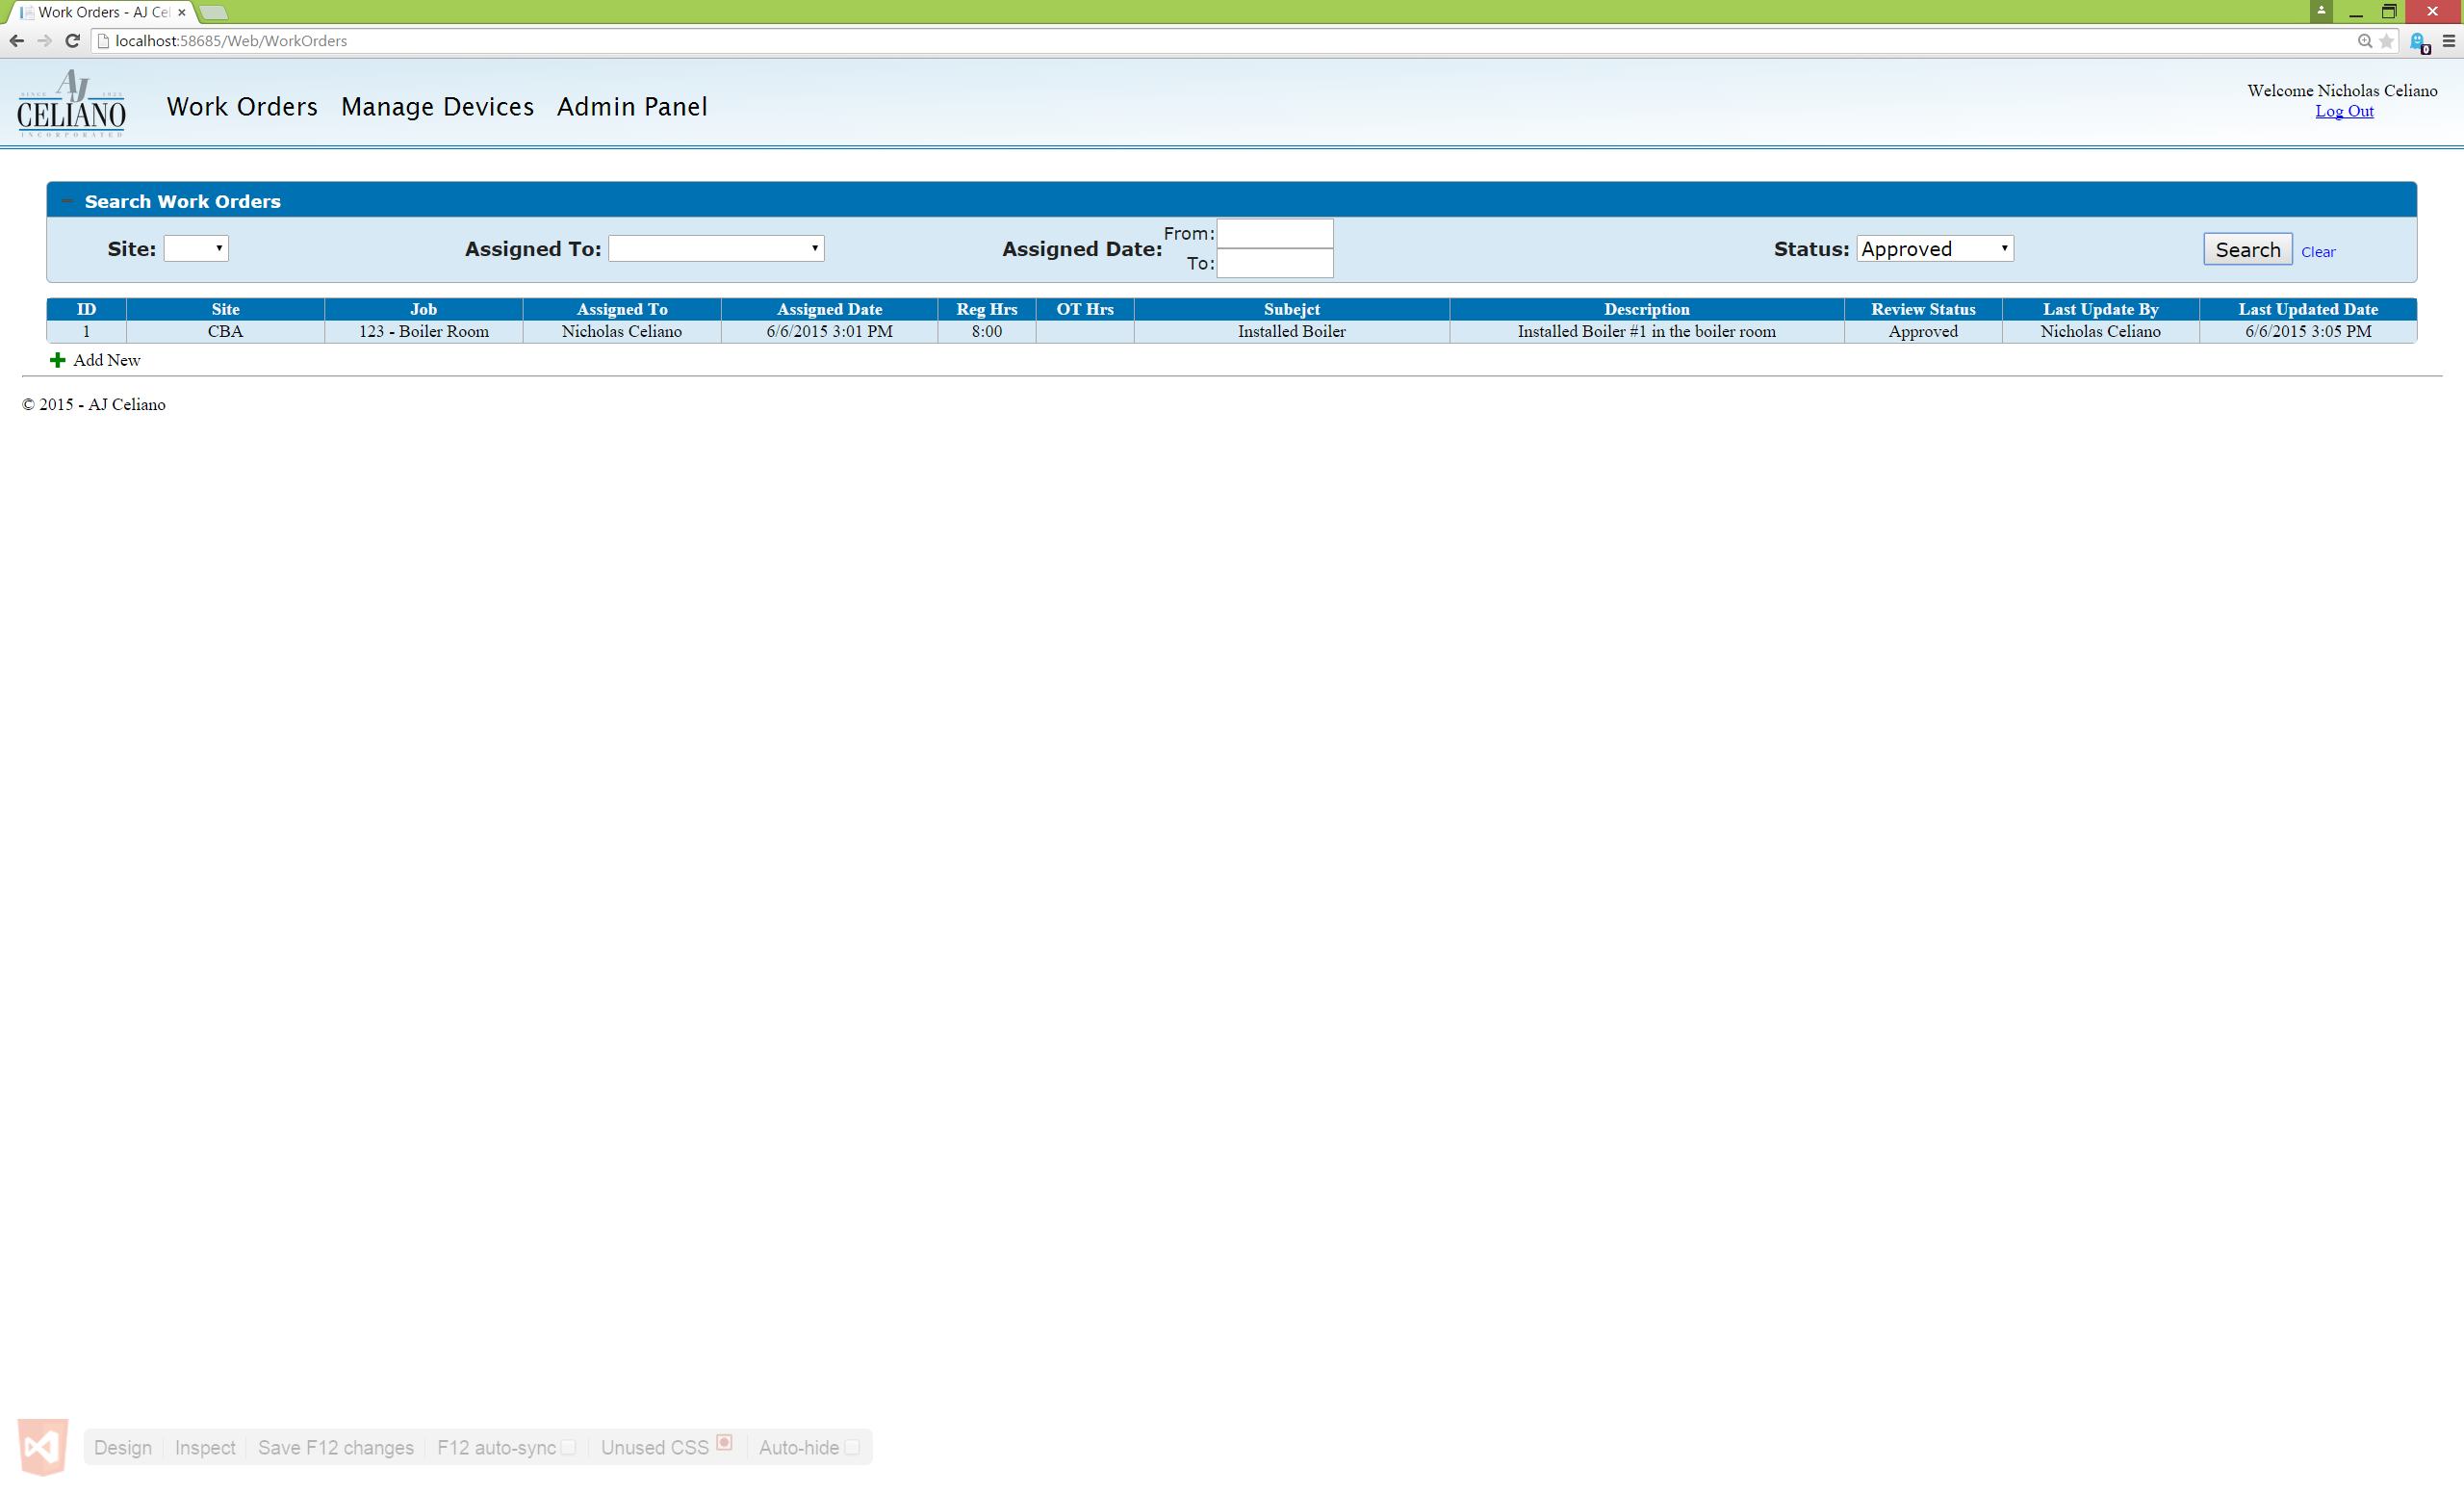 Work Orders - AJ Cel
localhost:58685/Web/WorkOrders
0
AJ
SINCE 1925
CELIANO
INCORPORATED
Work Orders Manage Devices Admin Panel
Welcome Nicholas Celiano
Log Out
Search Work Orders
Site: Assigned To: Assigned Date: From: To: Status: Approved Search Clear
ID Site Job Assigned To Assigned Date Reg Hrs OT Hrs Subejct Description Review Status Last Update By Last Updated Date
1 CBA 123 - Boiler Room Nicholas Celiano 6/6/2015 3:01 PM 8:00 Installed Boiler Installed Boiler #1 in the boiler room Approved Nicholas Celiano 6/6/2015 3:05 PM
Add New
© 2015 - AJ Celiano
Design Inspect Save F12 changes F12 auto-sync Unused CSS Auto-hide